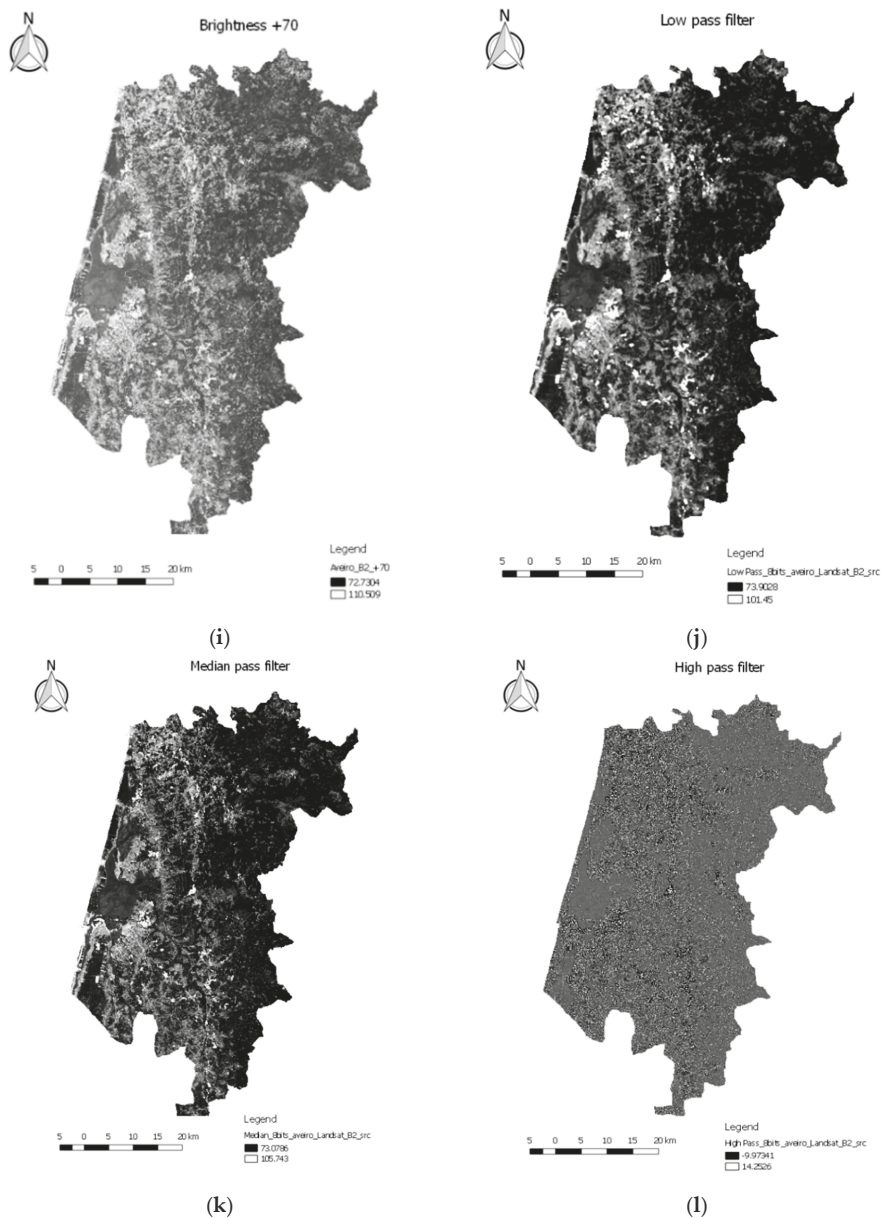 N
Brightness +70
5 0 5 10 15 20 km
Legend
Aveiro_B2_+70
72.7304
110.509
(i)
N
Low pass filter
5 0 5 10 15 20 km
Legend
Low Pass_8bits_aveiro_Landsat_B2_src
73.9028
101.45
(j)
N
Median pass filter
5 0 5 10 15 20 km
Legend
Median_8bits_aveiro_Landsat_B2_src
73.0786
105.743
(k)
N
High pass filter
5 0 5 10 15 20 km
Legend
High Pass_8bits_aveiro_Landsat_B2_src
-9.97341
14.2526
(l)